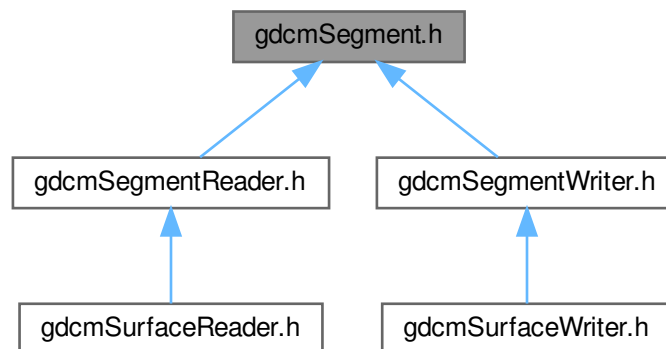 gdcmSegment.h
gdcmSegmentReader.h
gdcmSegmentWriter.h
gdcmSurfaceReader.h
gdcmSurfaceWriter.h